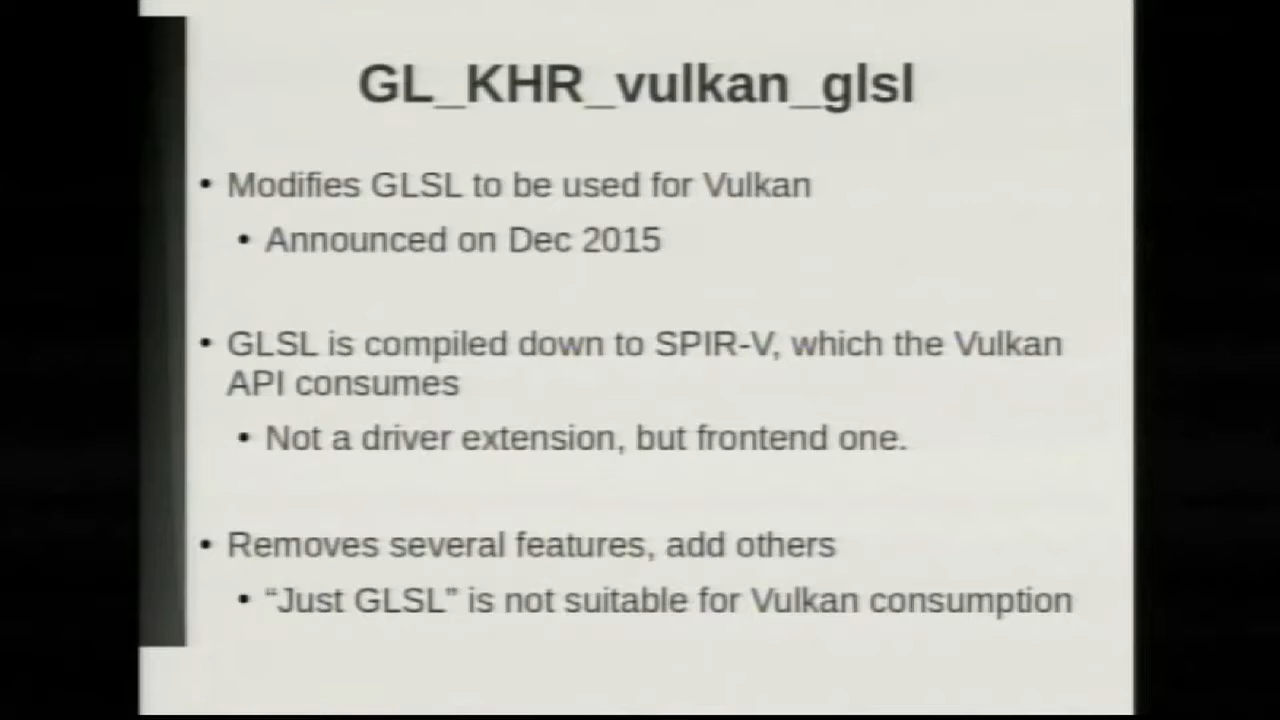 GL_KHR_vulkan_glsl
• Modifies GLSL to be used for Vulkan
• Announced on Dec 2015
• GLSL is compiled down to SPIR-V, which the Vulkan
API consumes
• Not a driver extension, but frontend one.
• Removes several features, add others
• “Just GLSL” is not suitable for Vulkan consumption